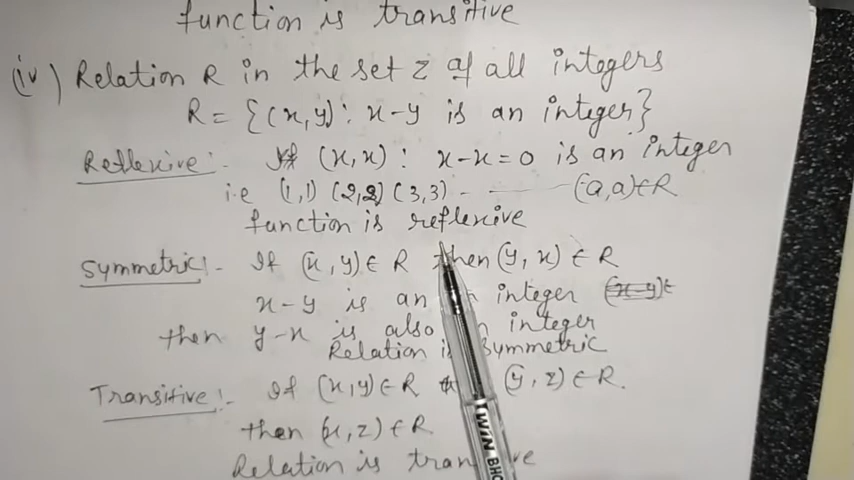 function is transitive
(iv) Relation R in the set Z of all integers
R = {(x,y): x-y is an integer}
Reflexive:- (x,x): x-x=0 is an integer
i.e (1,1) (2,2) (3,3) - —— (a,a)∈R
function is reflexive
Symmetric:- If (x,y)∈ R then (y,x) ∈ R
x-y is an integer
then y-x is also integer
Relation is Symmetric
Transitive:- If (x,y)∈R (y,z)∈R.
then (x,z)∈R
Relation is
TWIN BHO